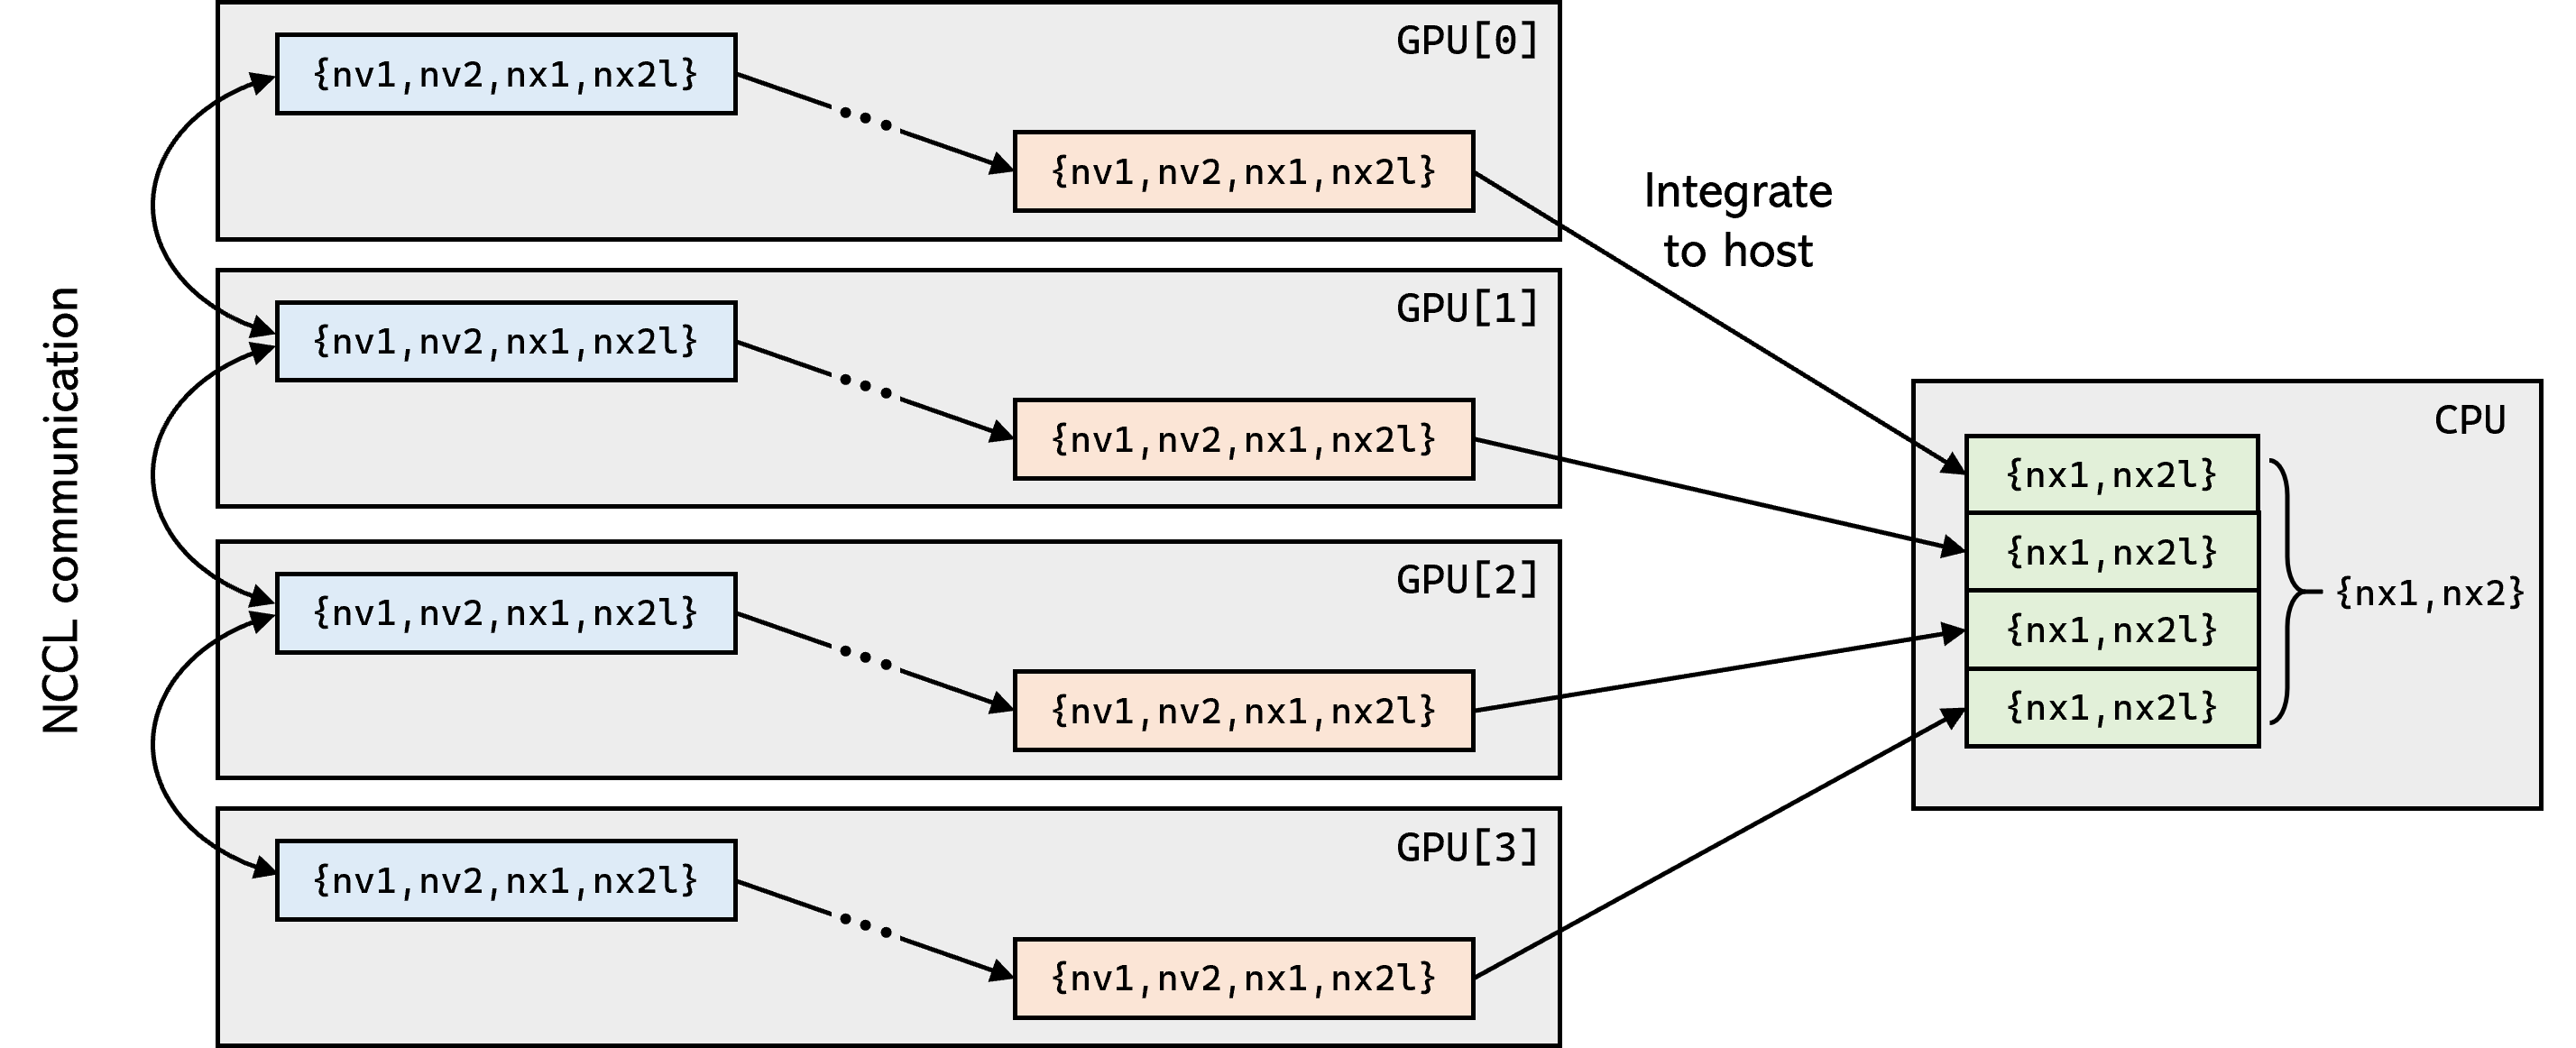 NCCL communication
GPU[0]
{nv1,nv2,nx1,nx2l}
{nv1,nv2,nx1,nx2l}
GPU[1]
{nv1,nv2,nx1,nx2l}
{nv1,nv2,nx1,nx2l}
GPU[2]
{nv1,nv2,nx1,nx2l}
{nv1,nv2,nx1,nx2l}
GPU[3]
{nv1,nv2,nx1,nx2l}
{nv1,nv2,nx1,nx2l}
Integrate
to host
CPU
{nx1,nx2l}
{nx1,nx2l}
{nx1,nx2l}
{nx1,nx2l}
{nx1,nx2}